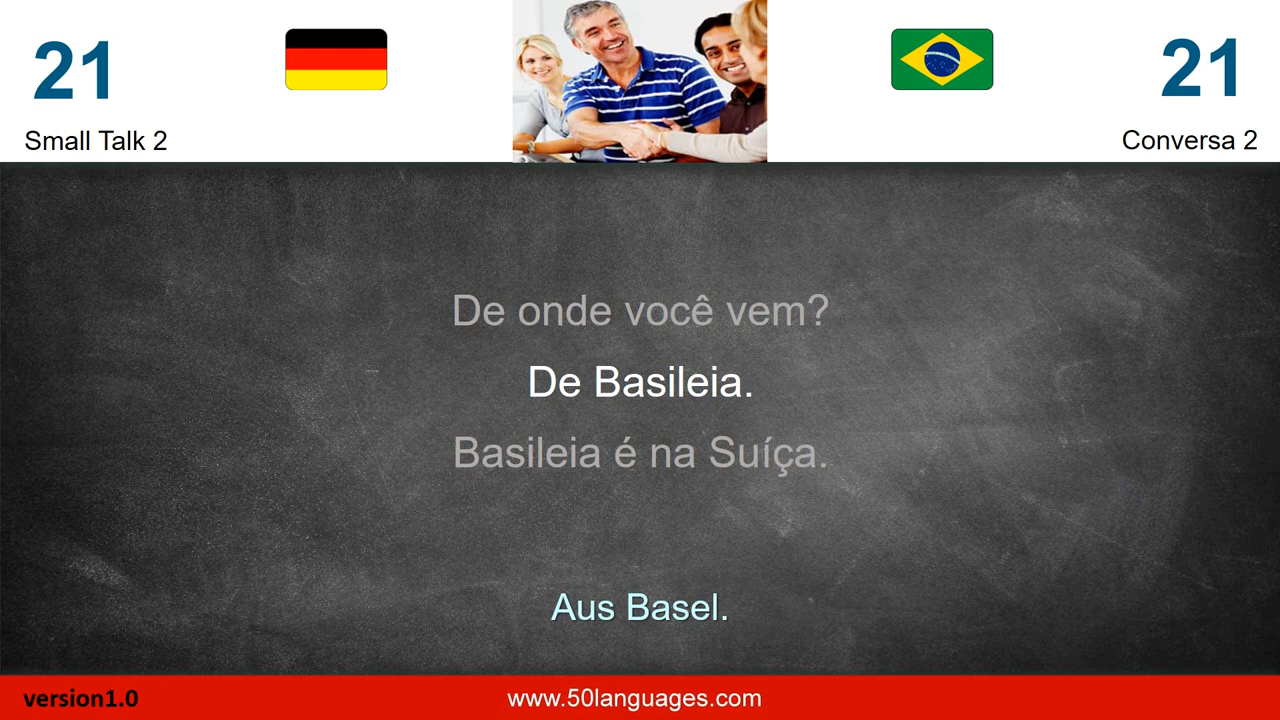 21
21
Small Talk 2
Conversa 2
De onde você vem?
De Basileia.
Basileia é na Suíça.
Aus Basel.
version1.0
www.50languages.com